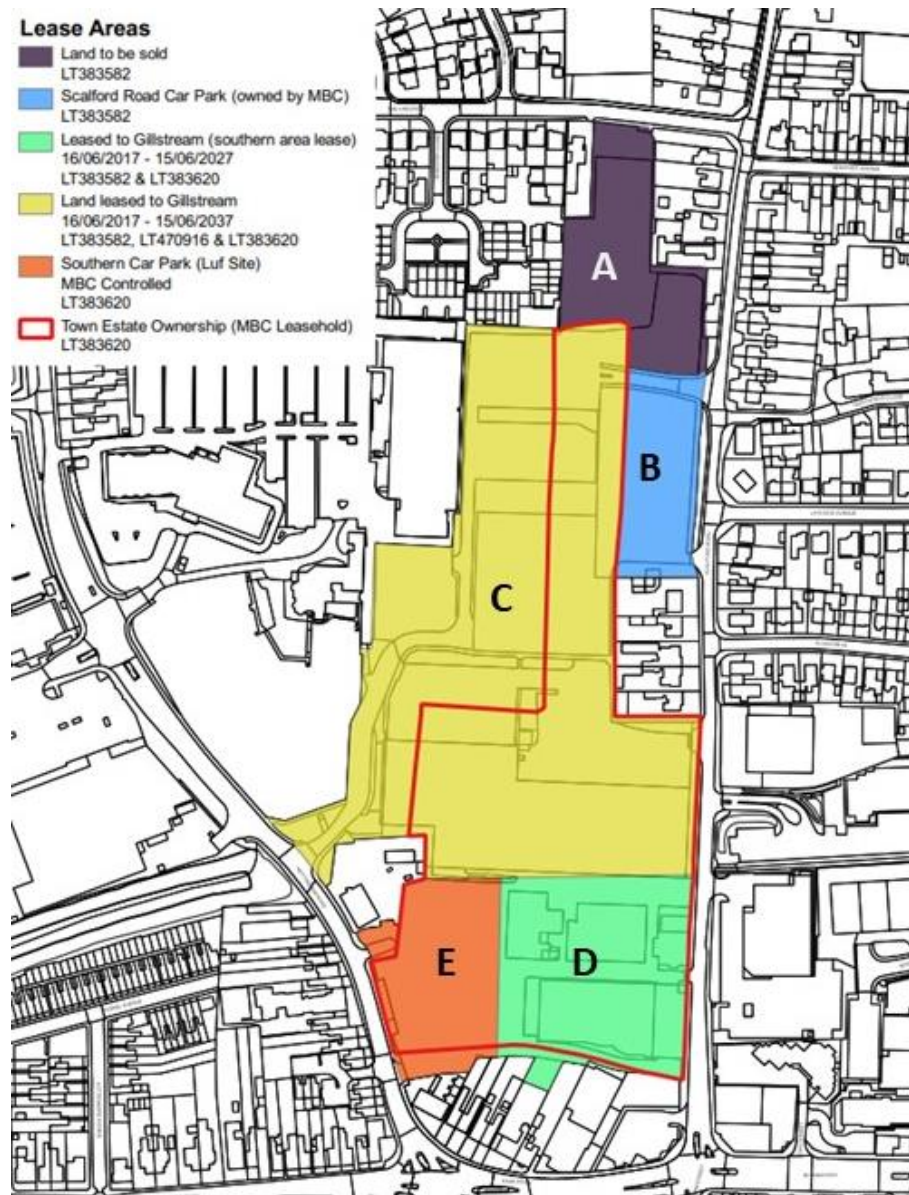 Lease Areas
Land to be sold
LT383582
Scalford Road Car Park (owned by MBC)
LT383582
Leased to Gillstream (southern area lease)
16/06/2017 - 15/06/2027
LT383582 & LT383620
Land leased to Gillstream
16/06/2017 - 15/06/2037
LT383582, LT470916 & LT383620
Southern Car Park (Luf Site)
MBC Controlled
LT383620
Town Estate Ownership (MBC Leasehold)
LT383620
A
B
C
E
D